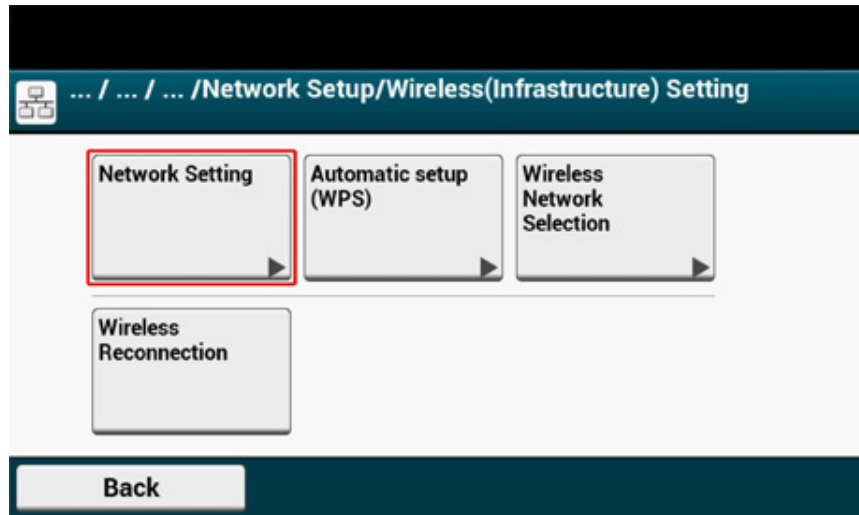 ... / ... / ... /Network Setup/Wireless(Infrastructure) Setting
Network Setting
Automatic setup
(WPS)
Wireless
Network
Selection
Wireless
Reconnection
Back